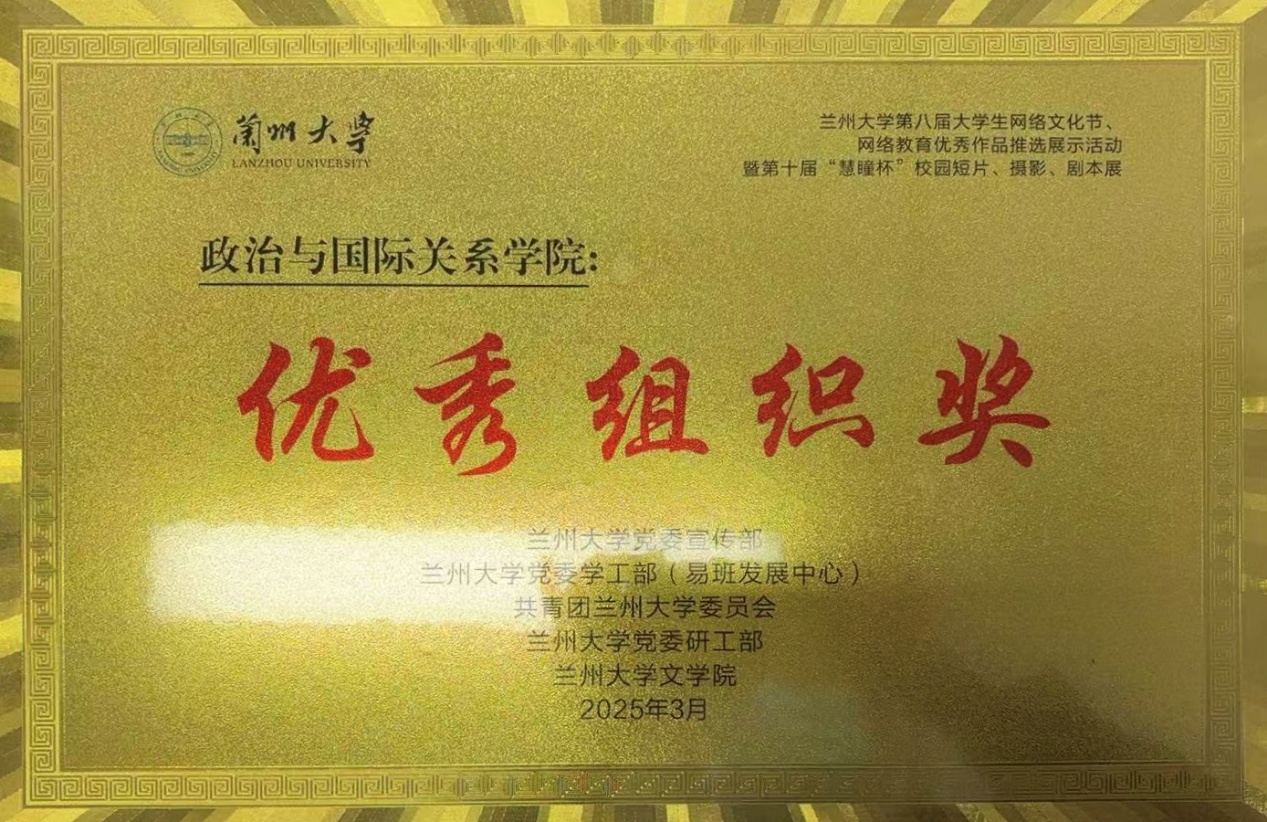 兰州大学
LANZHOU UNIVERSITY
兰州大学第八届大学生网络文化节、
网络教育优秀作品推选展示活动
暨第十届“慧瞳杯”校园短片、摄影、剧本展
政治与国际关系学院:
优秀组织奖
兰州大学党委宣传部
兰州大学党委学工部（易班发展中心）
共青团兰州大学委员会
兰州大学党委研工部
兰州大学文学院
2025年3月